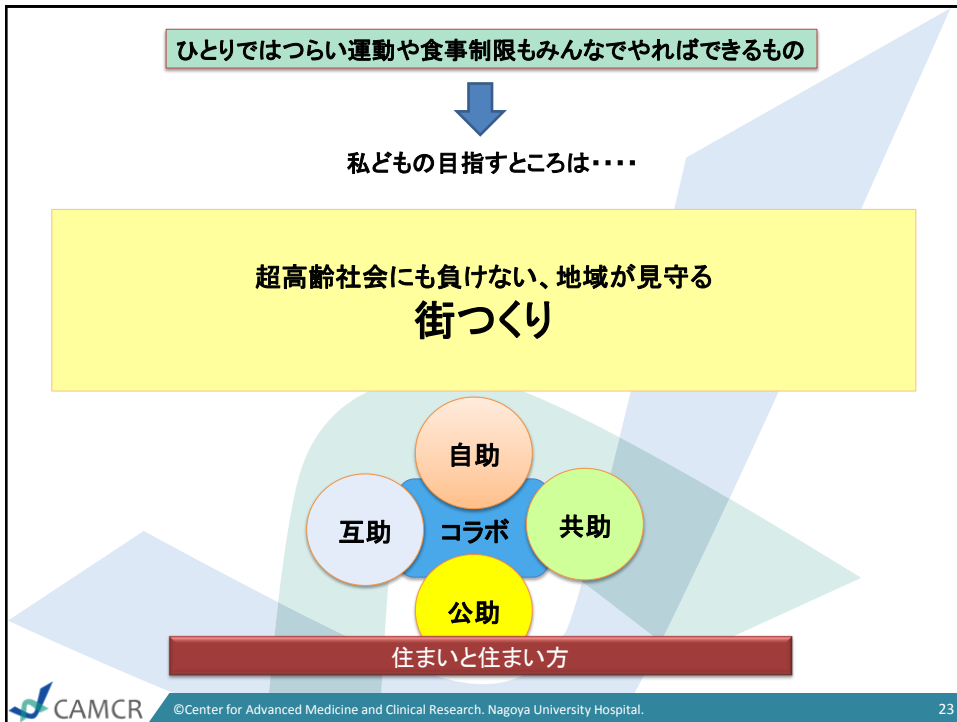 ひとりではつらい運動や食事制限もみんなでやればできるもの
私どもの目指すところは・・・・
超高齢社会にも負けない、地域が見守る
街つくり
自助
互助
コラボ
共助
公助
住まいと住まい方
CAMCR
©Center for Advanced Medicine and Clinical Research. Nagoya University Hospital.
23